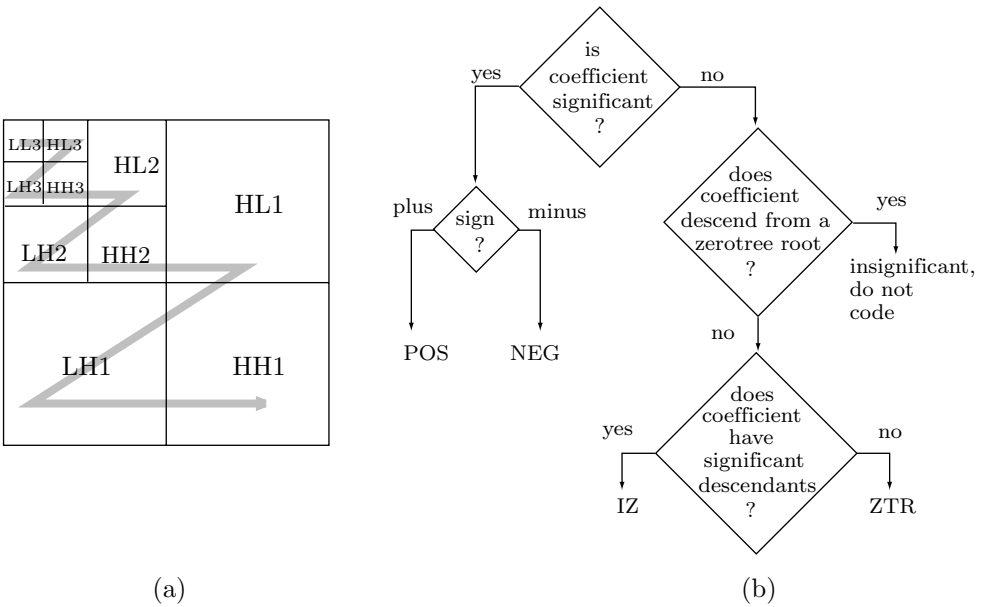 LL3 HL3
LH3 HH3
HL2
LH2 HH2
HL1
LH1
HH1
(a)
is
coefficient
significant
?
yes
no
sign
?
plus
minus
POS
NEG
does
coefficient
descend from a
zerotree root
?
yes
insignificant,
do not
code
no
does
coefficient
have
significant
descendants
?
yes
no
IZ
ZTR
(b)